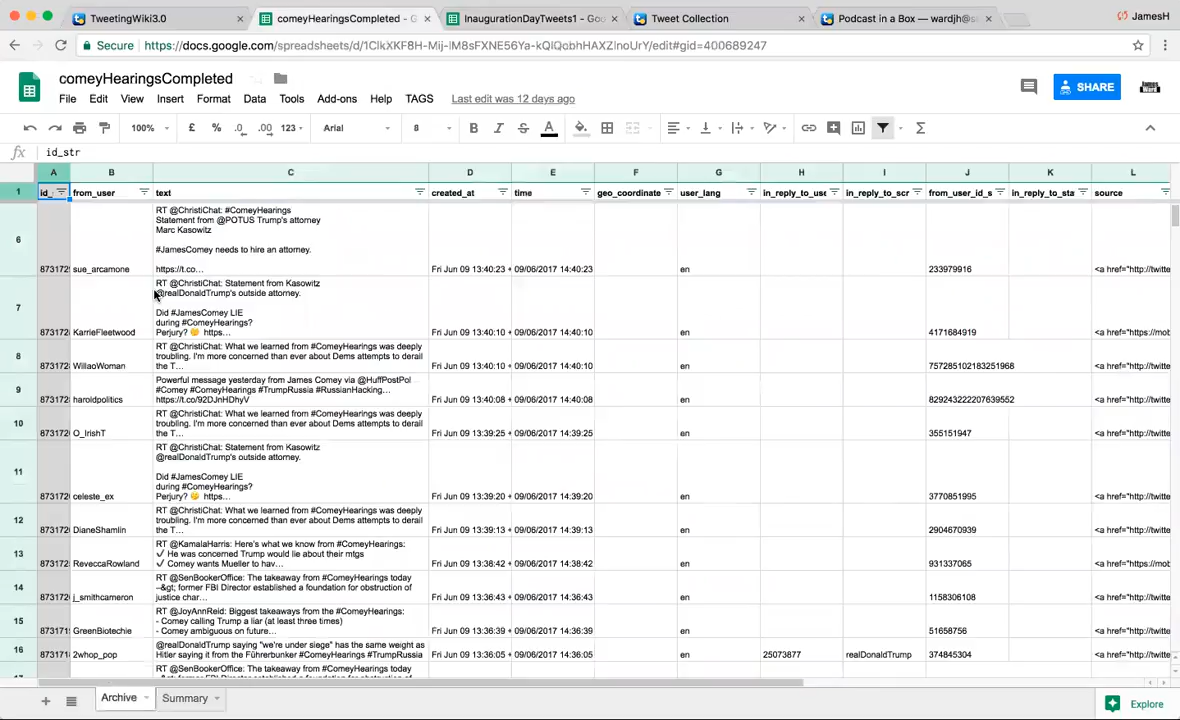 TweetingWiki3.0
comeyHearingsCompleted - G
InaugurationDayTweets1 - Goo
Tweet Collection
Podcast in a Box -- wardjh@
JamesH
Secure
https://docs.google.com/spreadsheets/d/1ClkXKF8H-Mij-lM8sFXNE56Ya-kQlQobhHAXZlnoUrY/edit#gid=400689247
comeyHearingsCompleted
File Edit View Insert Format Data Tools Add-ons Help TAGS Last edit was 12 days ago
SHARE
100% £ % .0 .00 123 Arial 8 B I S A Σ
fx id_str
A B C D E F G H I J K L
1 id_ from_user text created_at time geo_coordinate user_lang in_reply_to_use in_reply_to_scr from_user_id_s in_reply_to_sta source
RT @ChristiChat: #ComeyHearings
Statement from @POTUS Trump's attorney
Marc Kasowitz
6
#JamesComey needs to hire an attorney.
https://t.co...
873172 sue_arcamone Fri Jun 09 13:40:23 + 09/06/2017 14:40:23 en 233979916 <a href="http://twitte
RT @ChristiChat: Statement from Kasowitz
@realDonaldTrump's outside attorney.
7
Did #JamesComey LIE
during #ComeyHearings?
Perjury? 🤔 https...
873172 KarrieFleetwood Fri Jun 09 13:40:10 + 09/06/2017 14:40:10 en 4171684919 <a href="https://mob
RT @ChristiChat: What we learned from #ComeyHearings was deeply
8 troubling. I'm more concerned than ever about Dems attempts to derail
the T...
873172 WillaoWoman Fri Jun 09 13:40:10 + 09/06/2017 14:40:10 en 757285102183251968 <a href="http://twitte
Powerful message yesterday from James Comey via @HuffPostPol
9 #Comey #ComeyHearings #TrumpRussia #RussianHacking...
https://t.co/92DJnHDhyV
873172 haroldpolitics Fri Jun 09 13:40:08 + 09/06/2017 14:40:08 en 829243222207639552 <a href="http://twitte
RT @ChristiChat: What we learned from #ComeyHearings was deeply
10 troubling. I'm more concerned than ever about Dems attempts to derail
the T...
873172 O_IrishT Fri Jun 09 13:39:25 + 09/06/2017 14:39:25 en 355151947 <a href="http://twitte
RT @ChristiChat: Statement from Kasowitz
@realDonaldTrump's outside attorney.
11
Did #JamesComey LIE
during #ComeyHearings?
Perjury? 🤔 https...
873172 celeste_ex Fri Jun 09 13:39:20 + 09/06/2017 14:39:20 en 3770851995 <a href="http://twitte
RT @ChristiChat: What we learned from #ComeyHearings was deeply
12 troubling. I'm more concerned than ever about Dems attempts to derail
the T...
873172 DianeShamlin Fri Jun 09 13:39:13 + 09/06/2017 14:39:13 en 2904670939 <a href="http://twitte
RT @KamalaHarris: Here's what we know from #ComeyHearings:
13 ✓ He was concerned Trump would lie about their mtgs
✓ Comey wants Mueller to hav...
873172 ReveccaRowland Fri Jun 09 13:38:42 + 09/06/2017 14:38:42 en 931337065 <a href="https://mob
RT @SenBookerOffice: The takeaway from #ComeyHearings today
14 --&gt; former FBI Director established a foundation for obstruction of
justice char...
873172 j_smithcameron Fri Jun 09 13:36:43 + 09/06/2017 14:36:43 en 1158306108 <a href="http://twitte
RT @JoyAnnReid: Biggest takeaways from the #ComeyHearings:
15 - Comey calling Trump a liar (at least three times)
- Comey ambiguous on future...
873171 GreenBiotechie Fri Jun 09 13:36:39 + 09/06/2017 14:36:39 en 51658756 <a href="http://twitte
@realDonaldTrump saying "we're under siege" has the same weight as
16 Hitler saying it from the Führerbunker #ComeyHearings #TrumpRussia
873171 2whop_pop Fri Jun 09 13:36:05 + 09/06/2017 14:36:05 en 25073877 realDonaldTrump 374845304 <a href="http://twitte
RT @SenBookerOffice: The takeaway from #ComeyHearings today
Archive Summary
Explore